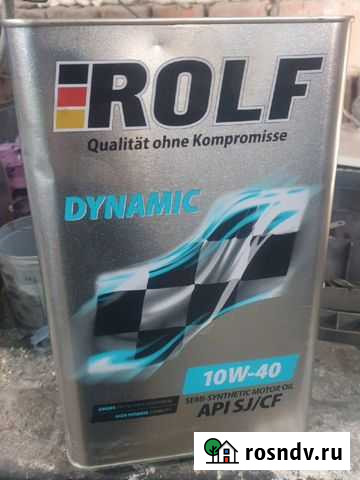 ROLF
Qualität ohne Kompromisse
DYNAMIC
10W-40
SEMI-SYNTHETIC MOTOR OIL
API SJ/CF
rosndv.ru